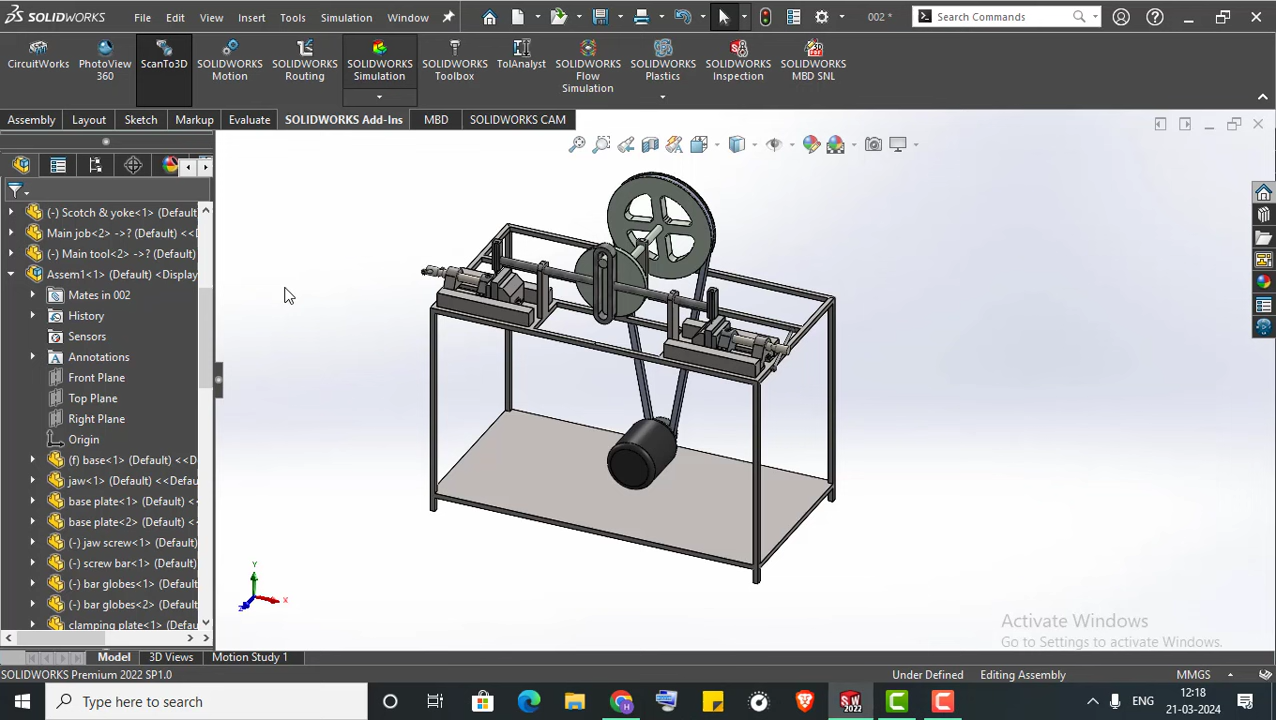 SOLIDWORKS File Edit View Insert Tools Simulation Window 002 * Search Commands
CircuitWorks
PhotoView 360
ScanTo3D
SOLIDWORKS Motion
SOLIDWORKS Routing
SOLIDWORKS Simulation
SOLIDWORKS Toolbox
TolAnalyst
SOLIDWORKS Flow Simulation
SOLIDWORKS Plastics
SOLIDWORKS Inspection
SOLIDWORKS MBD SNL
Assembly Layout Sketch Markup Evaluate SOLIDWORKS Add-Ins MBD SOLIDWORKS CAM
(-) Scotch & yoke<1> (Default)
Main job<2> ->? (Default) <<D
(-) Main tool<2> ->? (Default)
Assem1<1> (Default) <Display
Mates in 002
History
Sensors
Annotations
Front Plane
Top Plane
Right Plane
Origin
(f) base<1> (Default) <<D
jaw<1> (Default) <<Defau
base plate<1> (Default) <
base plate<2> (Default) <
(-) jaw screw<1> (Default)
(-) screw bar<1> (Default)
(-) bar globes<1> (Defaul
(-) bar globes<2> (Defaul
clamping plate<1> (Defau
Y
X
Z
Activate Windows
Go to Settings to activate Windows.
Model 3D Views Motion Study 1
SOLIDWORKS Premium 2022 SP1.0 Under Defined Editing Assembly MMGS
Type here to search
SW
2022
ENG
12:18
21-03-2024